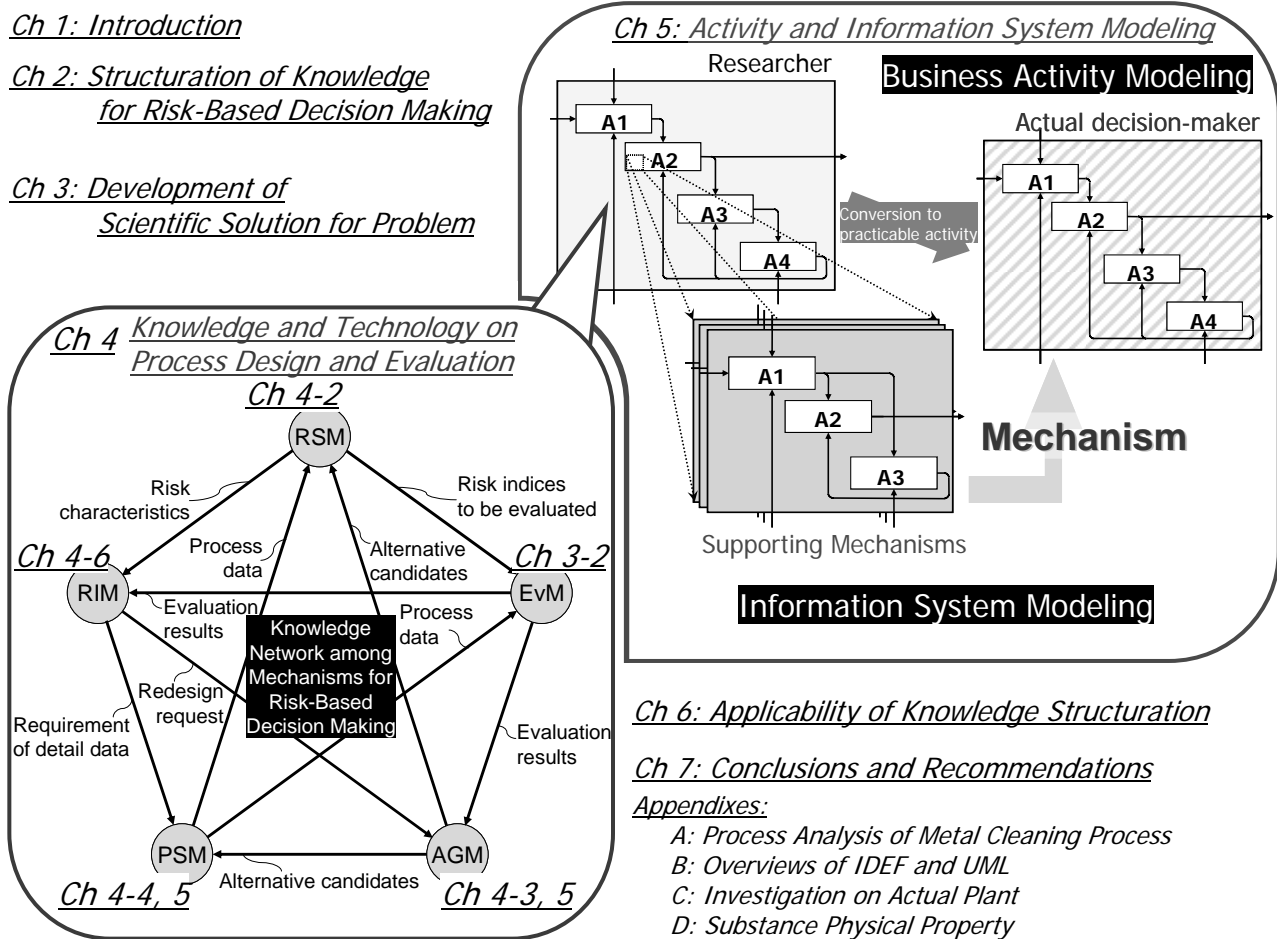 Ch 1: Introduction
Ch 2: Structuration of Knowledge
for Risk-Based Decision Making
Ch 3: Development of
Scientific Solution for Problem
Ch 5: Activity and Information System Modeling
Researcher
Business Activity Modeling
A1
A2
A3
A4
Conversion to
practicable activity
Actual decision-maker
A1
A2
A3
A4
A1
A2
A3
Supporting Mechanisms
Mechanism
Information System Modeling
Ch 4 Knowledge and Technology on
Process Design and Evaluation
Ch 4-2
RSM
Risk
characteristics
Risk indices
to be evaluated
Process
data
Alternative
candidates
Ch 4-6
RIM
Ch 3-2
EvM
Evaluation
results
Process
data
Knowledge
Network among
Mechanisms for
Risk-Based
Decision Making
Redesign
request
Requirement
of detail data
Evaluation
results
PSM
AGM
Alternative candidates
Ch 4-4, 5
Ch 4-3, 5
Ch 6: Applicability of Knowledge Structuration
Ch 7: Conclusions and Recommendations
Appendixes:
A: Process Analysis of Metal Cleaning Process
B: Overviews of IDEF and UML
C: Investigation on Actual Plant
D: Substance Physical Property